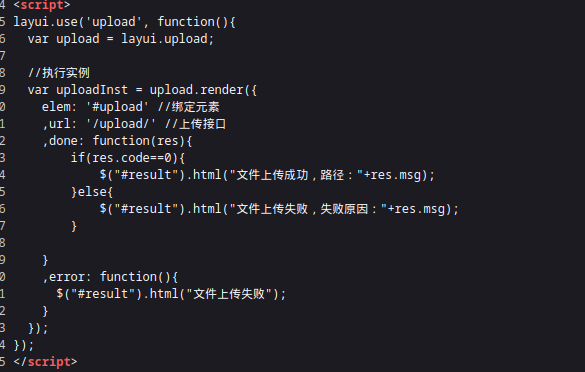 4 <script>
5 layui.use('upload', function(){
6 var upload = layui.upload;
7
8 //执行实例
9 var uploadInst = upload.render({
0 elem: '#upload' //绑定元素
1 ,url: '/upload/' //上传接口
2 ,done: function(res){
3 if(res.code==0){
4 $("#result").html("文件上传成功，路径："+res.msg);
5 }else{
6 $("#result").html("文件上传失败，失败原因："+res.msg);
7 }
8
9 }
0 ,error: function(){
1 $("#result").html("文件上传失败");
2 }
3 });
4 });
5 </script>